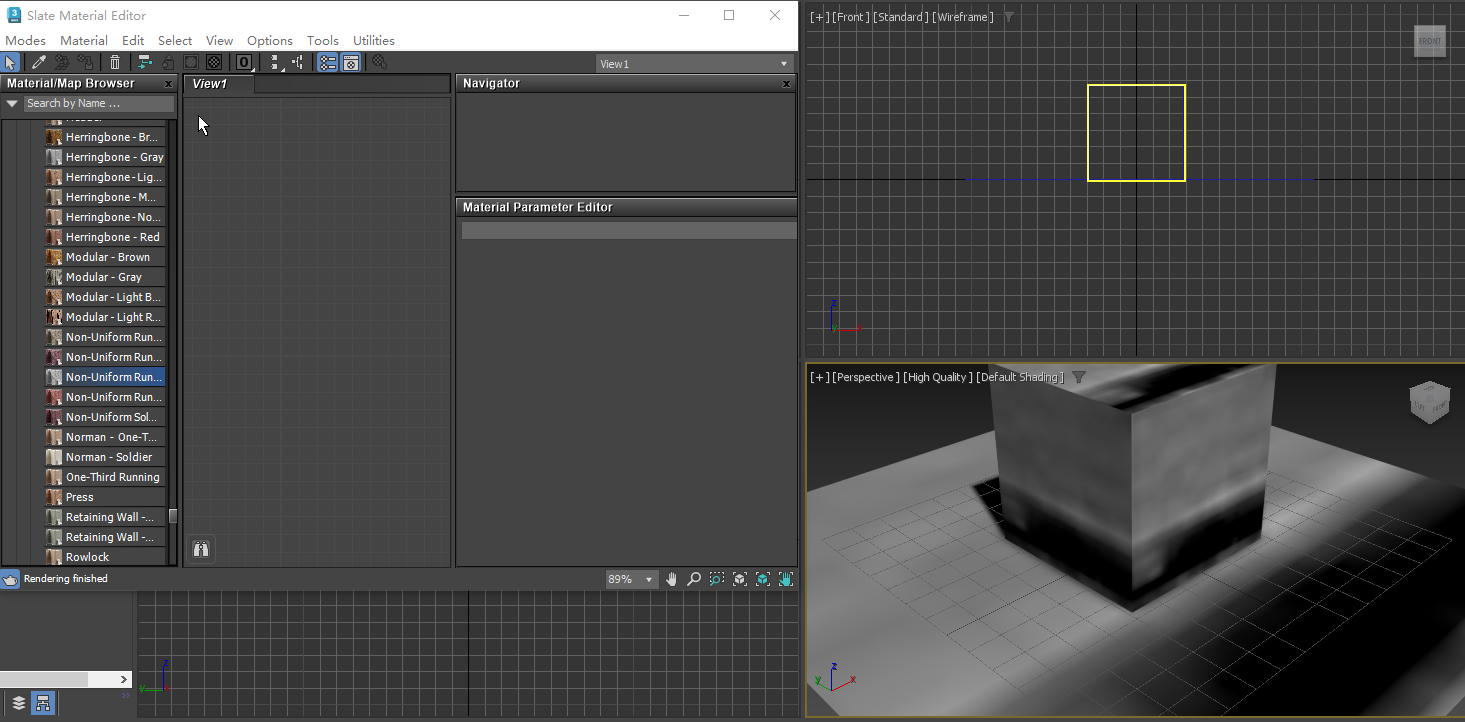 Slate Material Editor
Modes Material Edit Select View Options Tools Utilities
0
View1
Material/Map Browser x
Search by Name ...
Herringbone - Br...
Herringbone - Gray
Herringbone - Lig...
Herringbone - M...
Herringbone - No...
Herringbone - Red
Modular - Brown
Modular - Gray
Modular - Light B...
Modular - Light R...
Non-Uniform Run...
Non-Uniform Run...
Non-Uniform Run...
Non-Uniform Run...
Non-Uniform Sol...
Norman - One-T...
Norman - Soldier
One-Third Running
Press
Retaining Wall -...
Retaining Wall -...
Rowlock
View1
Navigator x
Material Parameter Editor
Rendering finished
89%
[+] [Front ] [Standard ] [Wireframe ]
FRONT
z
x
[+] [Perspective ] [High Quality ] [Default Shading ]
z
y
x
z
y